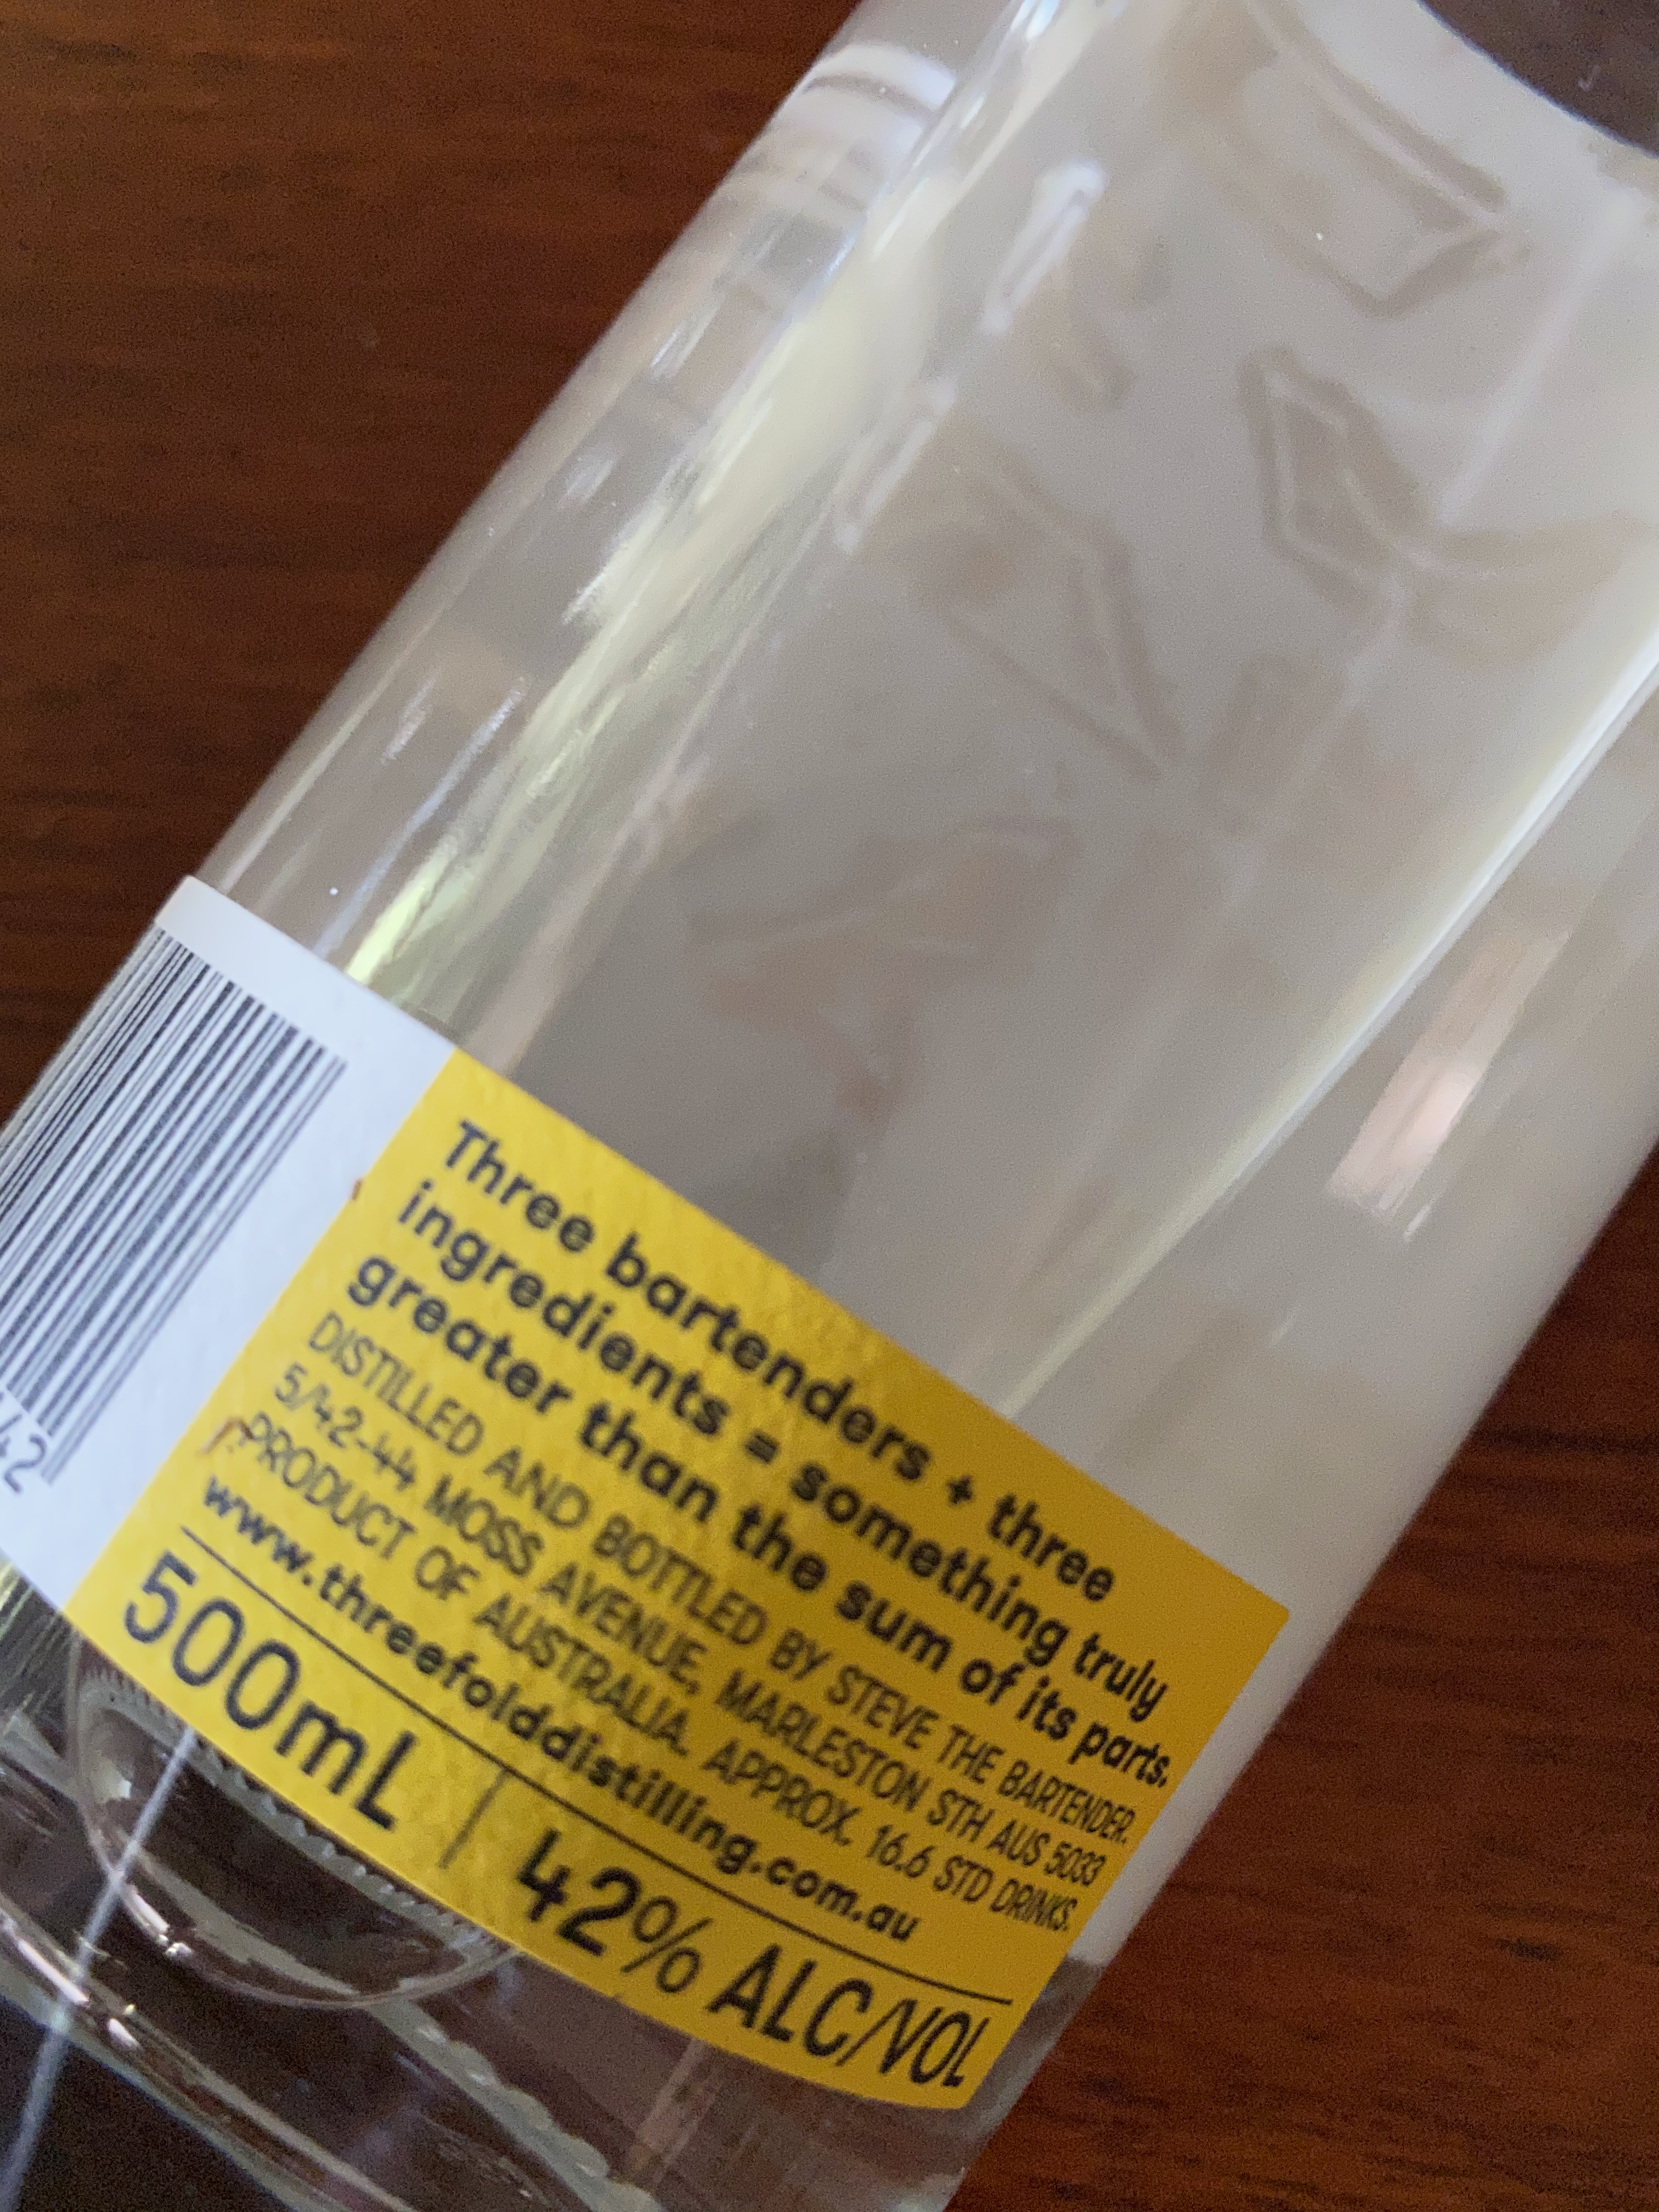 Three bartenders + three
ingredients = something truly
greater than the sum of its parts.
DISTILLED AND BOTTLED BY STEVE THE BARTENDER.
5/42-44 MOSS AVENUE, MARLESTON STH AUS 5033
PRODUCT OF AUSTRALIA. APPROX. 16.6 STD DRINKS.
www.threefolddistilling.com.au
500mL | 42% ALC/VOL
42